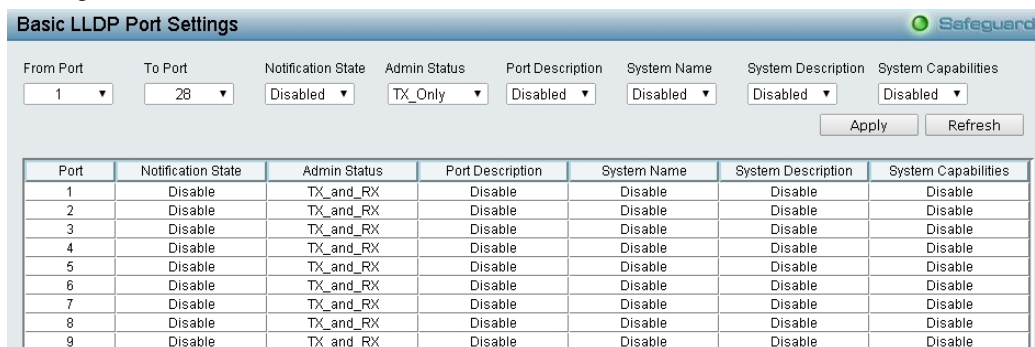 Basic LLDP Port Settings Safeguard
From Port To Port Notification State Admin Status Port Description System Name System Description System Capabilities
1 28 Disabled TX_Only Disabled Disabled Disabled Disabled
Apply Refresh
Port Notification State Admin Status Port Description System Name System Description System Capabilities
1 Disable TX_and_RX Disable Disable Disable Disable
2 Disable TX_and_RX Disable Disable Disable Disable
3 Disable TX_and_RX Disable Disable Disable Disable
4 Disable TX_and_RX Disable Disable Disable Disable
5 Disable TX_and_RX Disable Disable Disable Disable
6 Disable TX_and_RX Disable Disable Disable Disable
7 Disable TX_and_RX Disable Disable Disable Disable
8 Disable TX_and_RX Disable Disable Disable Disable
9 Disable TX_and_RX Disable Disable Disable Disable